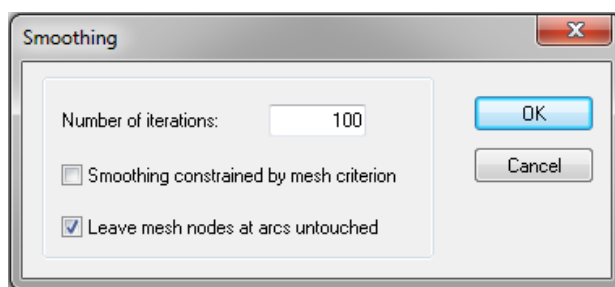 Smoothing
Number of iterations: 100
OK
Smoothing constrained by mesh criterion
Cancel
Leave mesh nodes at arcs untouched